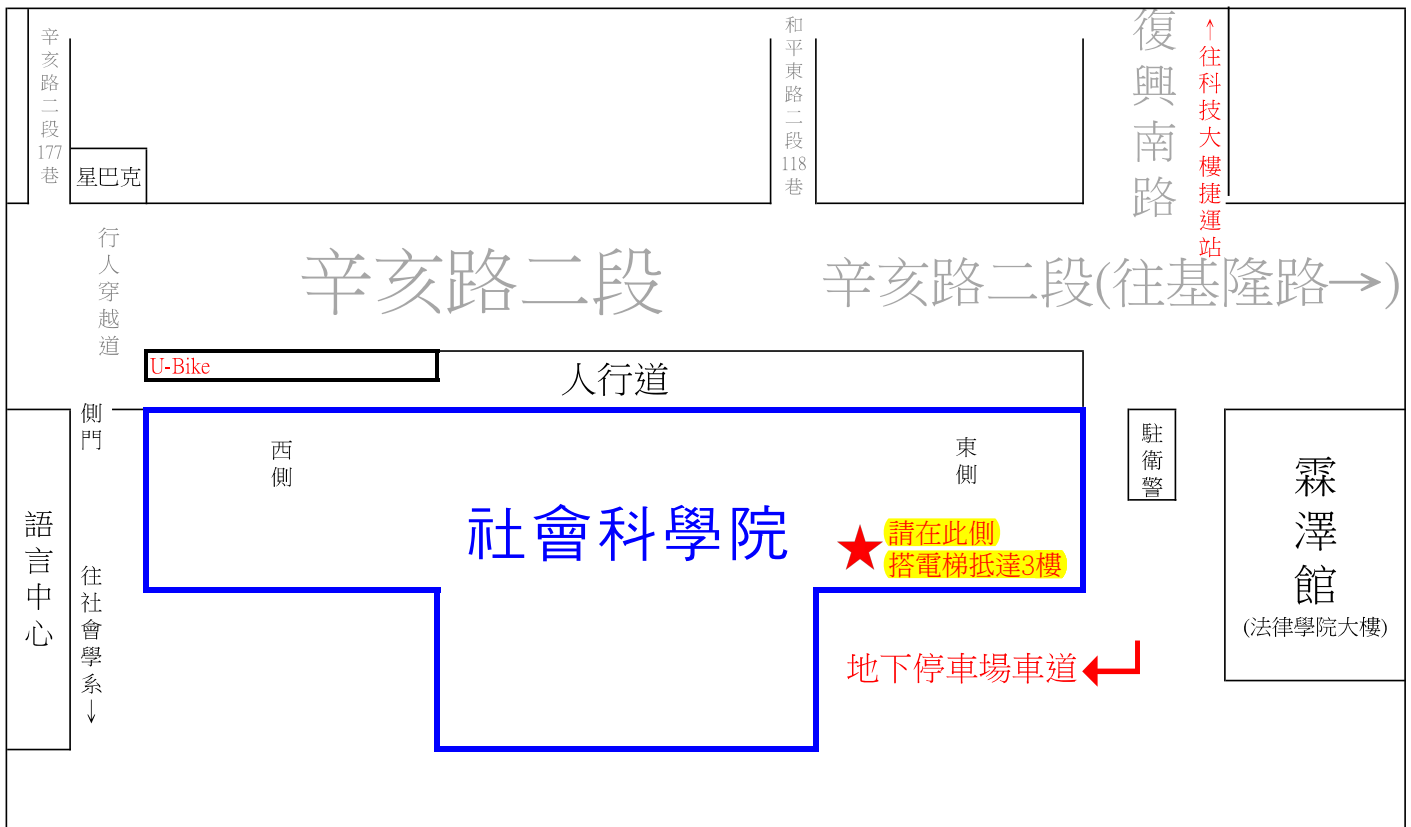 辛亥路二段177巷
星巴克
和平東路二段118巷
復興南路
↑往科技大樓捷運站
行人穿越道
辛亥路二段
辛亥路二段(往基隆路→)
U-Bike
人行道
側門
西側
東側
駐衛警
語言中心
往社會學系↓
社會科學院
★請在此側
搭電梯抵達3樓
霖澤館
(法律學院大樓)
地下停車場車道